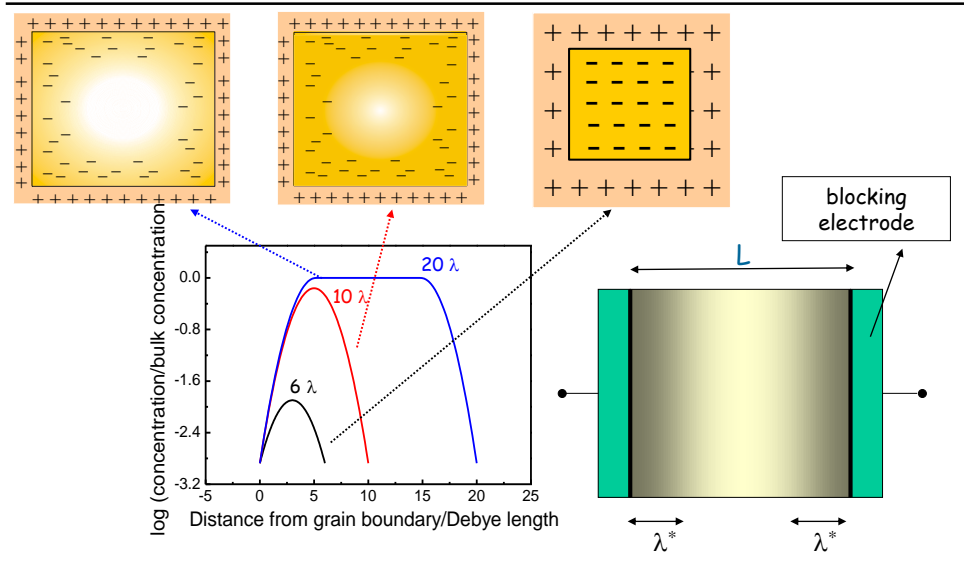 blocking
electrode
L
log (concentration/bulk concentration)
0.0
-0.8
-1.6
-2.4
-3.2
20 λ
10 λ
6 λ
-5 0 5 10 15 20 25
Distance from grain boundary/Debye length
λ* λ*